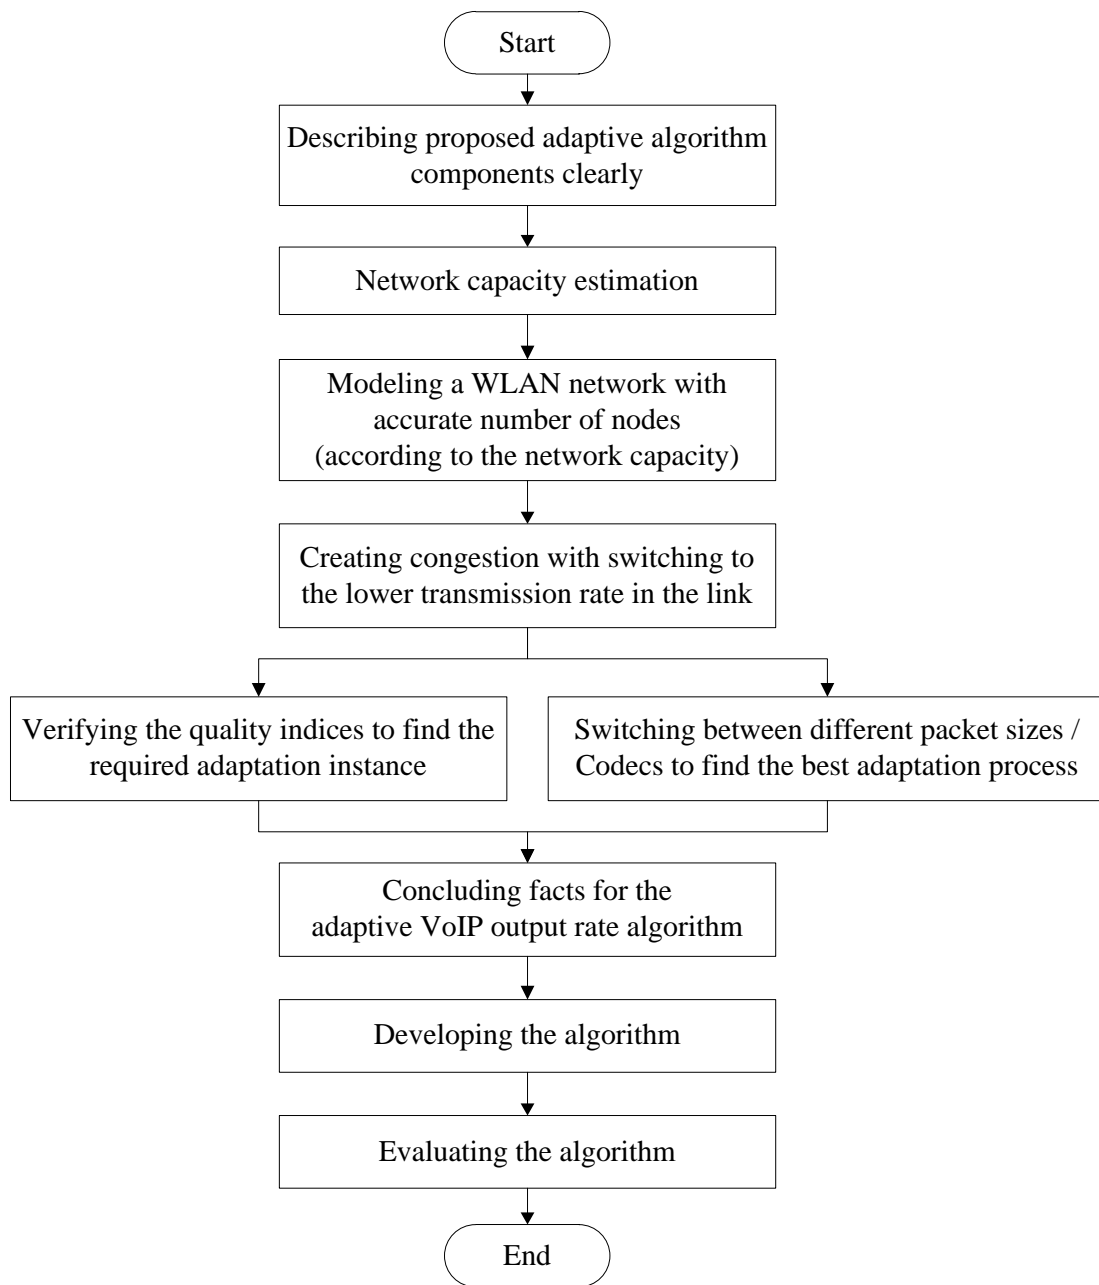 Start
Describing proposed adaptive algorithm
components clearly
Network capacity estimation
Modeling a WLAN network with
accurate number of nodes
(according to the network capacity)
Creating congestion with switching to
the lower transmission rate in the link
Verifying the quality indices to find the
required adaptation instance
Switching between different packet sizes /
Codecs to find the best adaptation process
Concluding facts for the
adaptive VoIP output rate algorithm
Developing the algorithm
Evaluating the algorithm
End